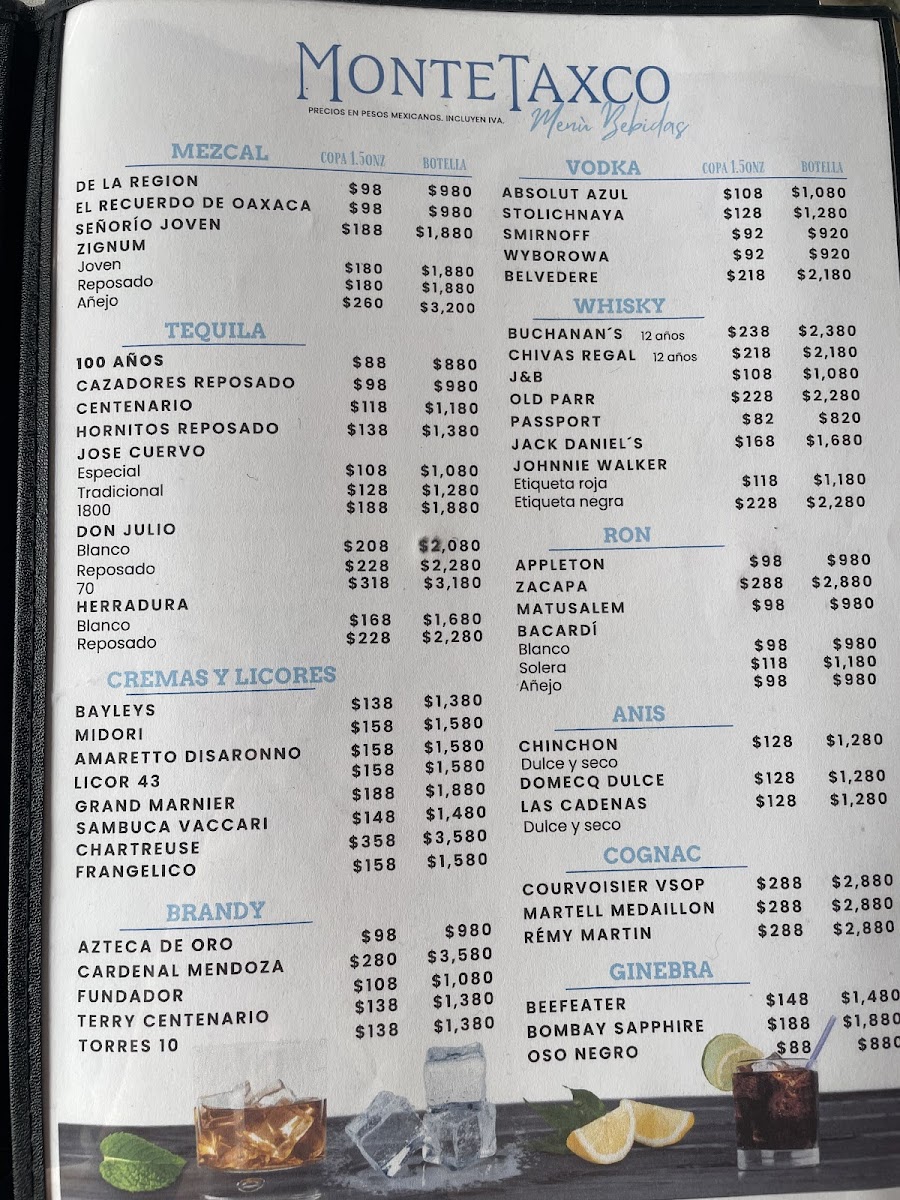 MONTETAXCO
PRECIOS EN PESOS MEXICANOS. INCLUYEN IVA.
Menù Bebidas
MEZCAL COPA 1.5ONZ BOTELLA
DE LA REGION $98 $980
EL RECUERDO DE OAXACA $98 $980
SEÑORÍO JOVEN $188 $1,880
ZIGNUM
Joven $180 $1,880
Reposado $180 $1,880
Añejo $260 $3,200
TEQUILA
100 AÑOS $88 $880
CAZADORES REPOSADO $98 $980
CENTENARIO $118 $1,180
HORNITOS REPOSADO $138 $1,380
JOSE CUERVO
Especial $108 $1,080
Tradicional $128 $1,280
1800 $188 $1,880
DON JULIO
Blanco $208 $2,080
Reposado $228 $2,280
70 $318 $3,180
HERRADURA
Blanco $168 $1,680
Reposado $228 $2,280
CREMAS Y LICORES
BAYLEYS $138 $1,380
MIDORI $158 $1,580
AMARETTO DISARONNO $158 $1,580
LICOR 43 $158 $1,580
GRAND MARNIER $188 $1,880
SAMBUCA VACCARI $148 $1,480
CHARTREUSE $358 $3,580
FRANGELICO $158 $1,580
BRANDY
AZTECA DE ORO $98 $980
CARDENAL MENDOZA $280 $3,580
FUNDADOR $108 $1,080
TERRY CENTENARIO $138 $1,380
TORRES 10 $138 $1,380
VODKA COPA 1.5ONZ BOTELLA
ABSOLUT AZUL $108 $1,080
STOLICHNAYA $128 $1,280
SMIRNOFF $92 $920
WYBOROWA $92 $920
BELVEDERE $218 $2,180
WHISKY
BUCHANAN´S 12 años $238 $2,380
CHIVAS REGAL 12 años $218 $2,180
J&B $108 $1,080
OLD PARR $228 $2,280
PASSPORT $82 $820
JACK DANIEL´S $168 $1,680
JOHNNIE WALKER
Etiqueta roja $118 $1,180
Etiqueta negra $228 $2,280
RON
APPLETON $98 $980
ZACAPA $288 $2,880
MATUSALEM $98 $980
BACARDÍ
Blanco $98 $980
Solera $118 $1,180
Añejo $98 $980
ANIS
CHINCHON $128 $1,280
Dulce y seco
DOMECQ DULCE $128 $1,280
LAS CADENAS $128 $1,280
Dulce y seco
COGNAC
COURVOISIER VSOP $288 $2,880
MARTELL MEDAILLON $288 $2,880
RÉMY MARTIN $288 $2,880
GINEBRA
BEEFEATER $148 $1,480
BOMBAY SAPPHIRE $188 $1,880
OSO NEGRO $88 $880